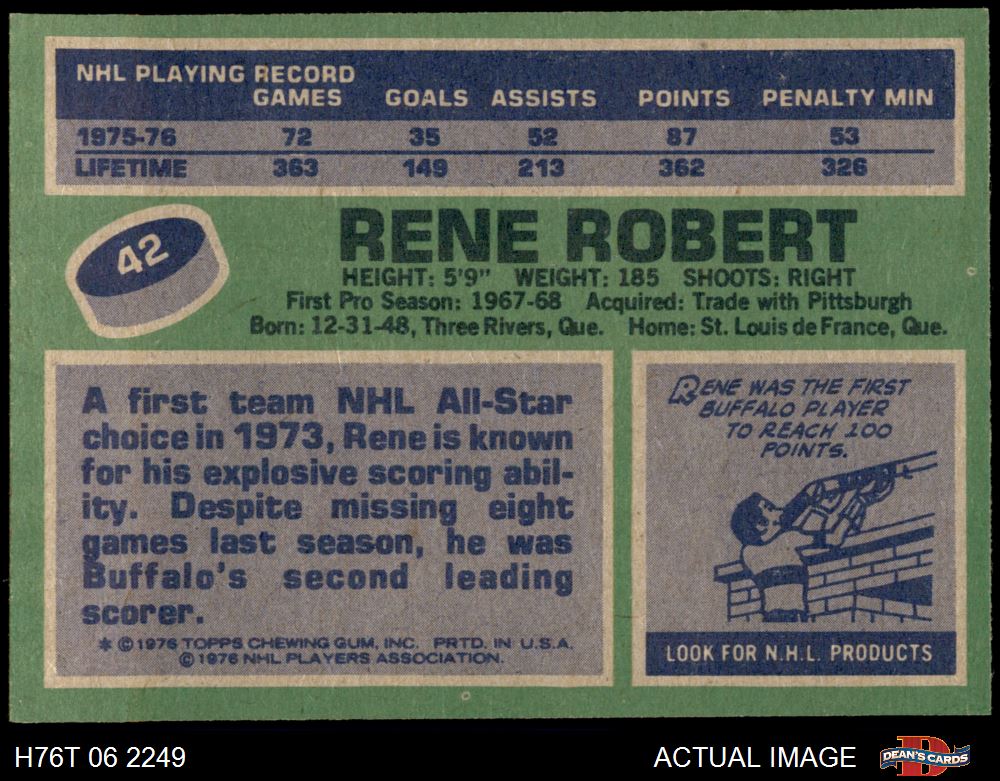 NHL PLAYING RECORD
GAMES GOALS ASSISTS POINTS PENALTY MIN
1975-76 72 35 52 87 53
LIFETIME 363 149 213 362 326
42
RENE ROBERT
HEIGHT: 5'9" WEIGHT: 185 SHOOTS: RIGHT
First Pro Season: 1967-68 Acquired: Trade with Pittsburgh
Born: 12-31-48, Three Rivers, Que. Home: St. Louis de France, Que.
A first team NHL All-Star
choice in 1973, Rene is known
for his explosive scoring abil-
ity. Despite missing eight
games last season, he was
Buffalo's second leading
scorer.
* © 1976 TOPPS CHEWING GUM, INC. PRTD. IN U.S.A.
© 1976 NHL PLAYERS ASSOCIATION.
RENE WAS THE FIRST
BUFFALO PLAYER
TO REACH 100
POINTS.
LOOK FOR N.H.L. PRODUCTS
H76T 06 2249
ACTUAL IMAGE
D
DEAN'S CARDS